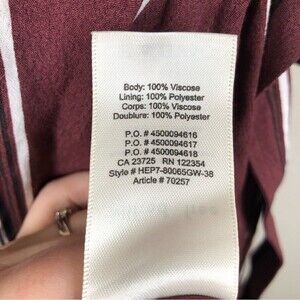 Body: 100% Viscose
Lining: 100% Polyester
Corps: 100% Viscose
Doublure: 100% Polyester
P.O. # 4500094616
P.O. # 4500094617
P.O. # 4500094618
CA 23725 RN 122354
Style # HEP7-80065GW-38
Article # 70257